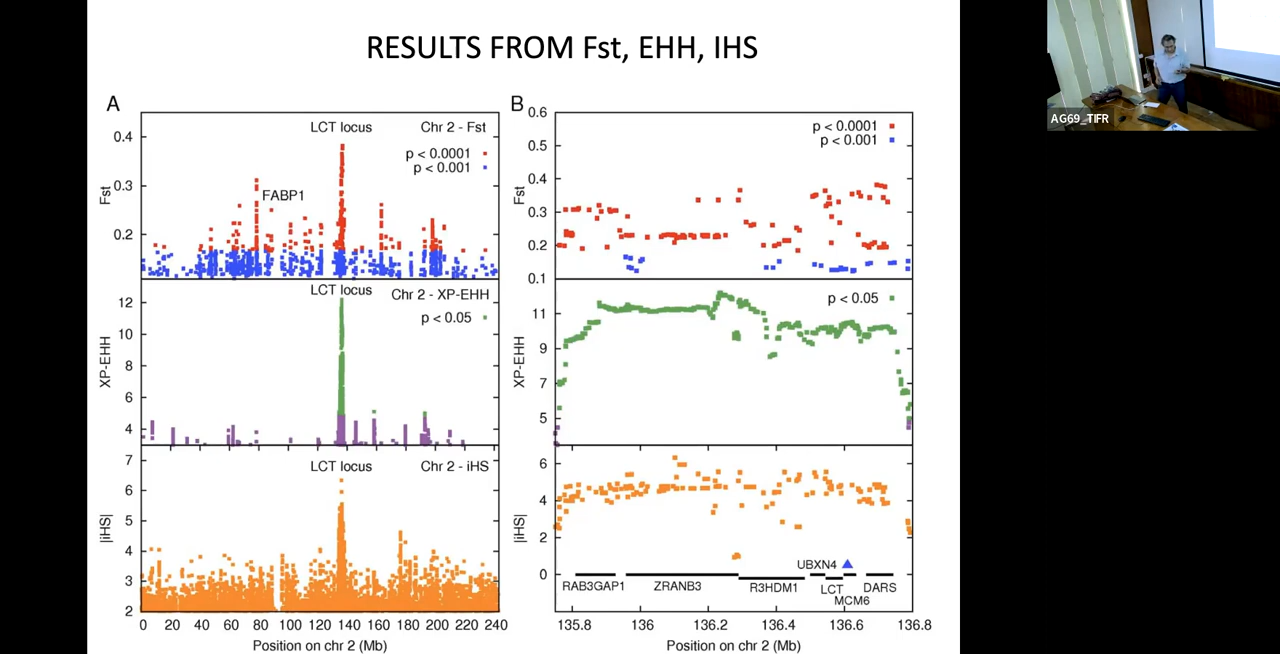 RESULTS FROM Fst, EHH, IHS
A
LCT locus
Chr 2 - Fst
p < 0.0001
p < 0.001
FABP1
Fst
0.4
0.3
0.2
LCT locus
Chr 2 - XP-EHH
p < 0.05
XP-EHH
12
10
8
6
4
LCT locus
Chr 2 - iHS
|iHS|
7
6
5
4
3
2
0 20 40 60 80 100 120 140 160 180 200 220 240
Position on chr 2 (Mb)
B
p < 0.0001
p < 0.001
Fst
0.6
0.5
0.4
0.3
0.2
0.1
p < 0.05
XP-EHH
11
9
7
5
|iHS|
6
4
2
0
UBXN4
RAB3GAP1 ZRANB3 R3HDM1 LCT DARS
MCM6
135.8 136 136.2 136.4 136.6 136.8
Position on chr 2 (Mb)
AG69_TIFR